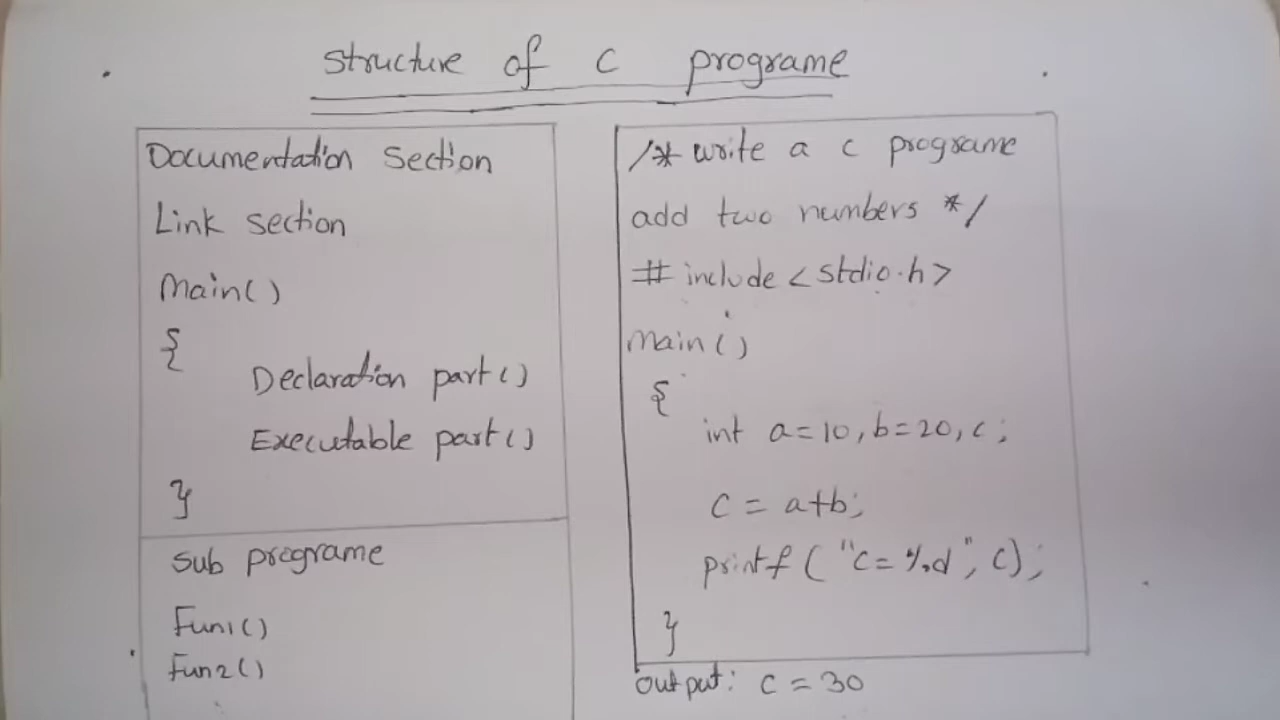 structure of c programe
Documentation section
Link section
Main()
{
Declaration part()
Executable part()
}
Sub programe
Fun1()
Fun2()
/* write a c programe
add two numbers */
# include <stdio.h>
main()
{
int a=10, b=20, c;
c = a+b;
printf ("c=%d", c);
}
output: c = 30